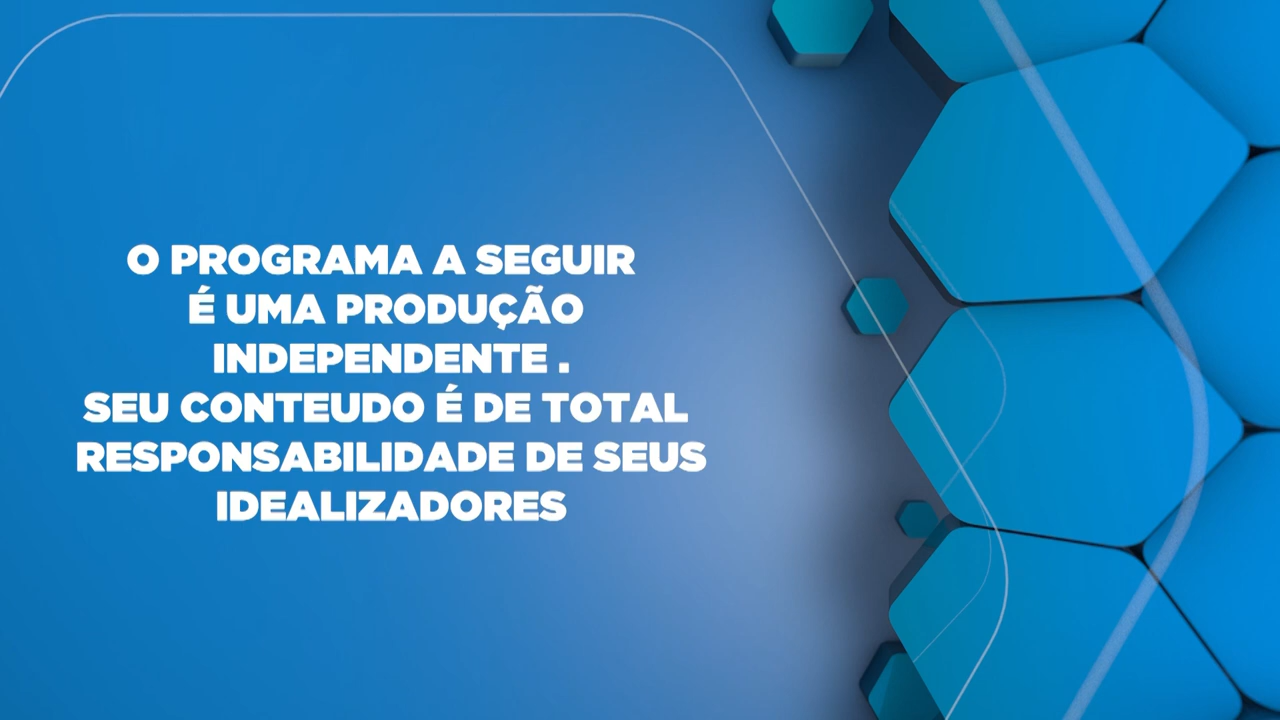 O PROGRAMA A SEGUIR
É UMA PRODUÇÃO
INDEPENDENTE .
SEU CONTEUDO É DE TOTAL
RESPONSABILIDADE DE SEUS
IDEALIZADORES